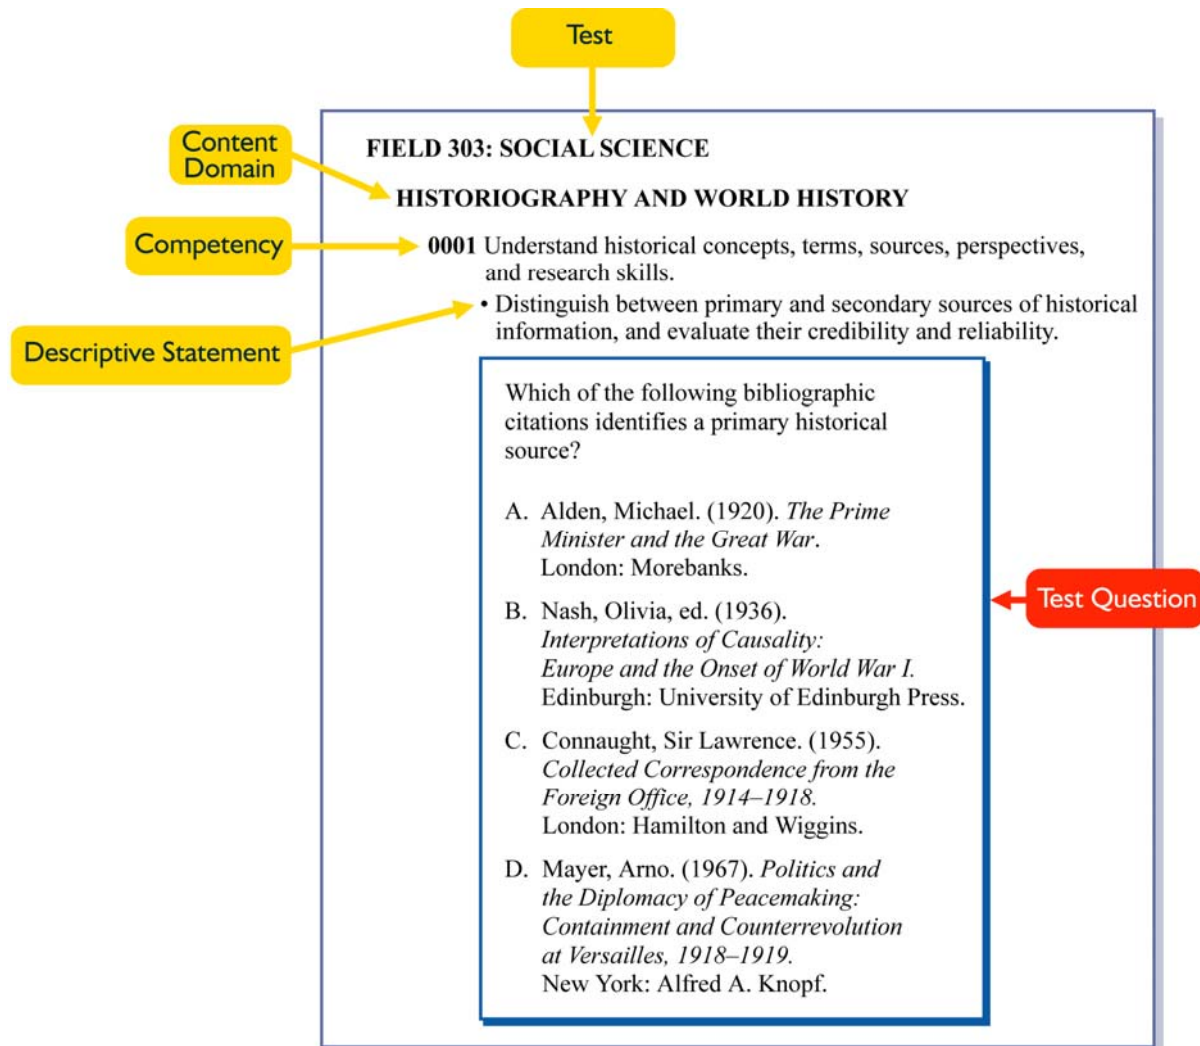 Test
Content
Domain
FIELD 303: SOCIAL SCIENCE
HISTORIOGRAPHY AND WORLD HISTORY
Competency
0001 Understand historical concepts, terms, sources, perspectives,
and research skills.
Descriptive Statement
• Distinguish between primary and secondary sources of historical
information, and evaluate their credibility and reliability.
Which of the following bibliographic
citations identifies a primary historical
source?
A. Alden, Michael. (1920). The Prime
Minister and the Great War.
London: Morebanks.
B. Nash, Olivia, ed. (1936).
Interpretations of Causality:
Europe and the Onset of World War I.
Edinburgh: University of Edinburgh Press.
C. Connaught, Sir Lawrence. (1955).
Collected Correspondence from the
Foreign Office, 1914–1918.
London: Hamilton and Wiggins.
D. Mayer, Arno. (1967). Politics and
the Diplomacy of Peacemaking:
Containment and Counterrevolution
at Versailles, 1918–1919.
New York: Alfred A. Knopf.
Test Question